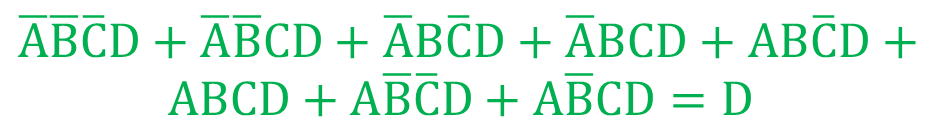 A̅B̅C̅D + A̅B̅CD + A̅BC̅D + A̅BCD + ABC̅D +
ABCD + AB̅C̅D + AB̅CD = D